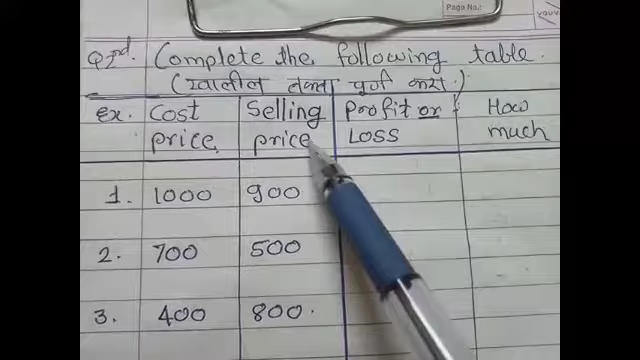 Page No.:
Q2nd. Complete the following table.
(खालील तक्ता पूर्ण करा.)
Ex. Cost price Selling price Profit or Loss How much
1. 1000 900
2. 700 500
3. 400 800.